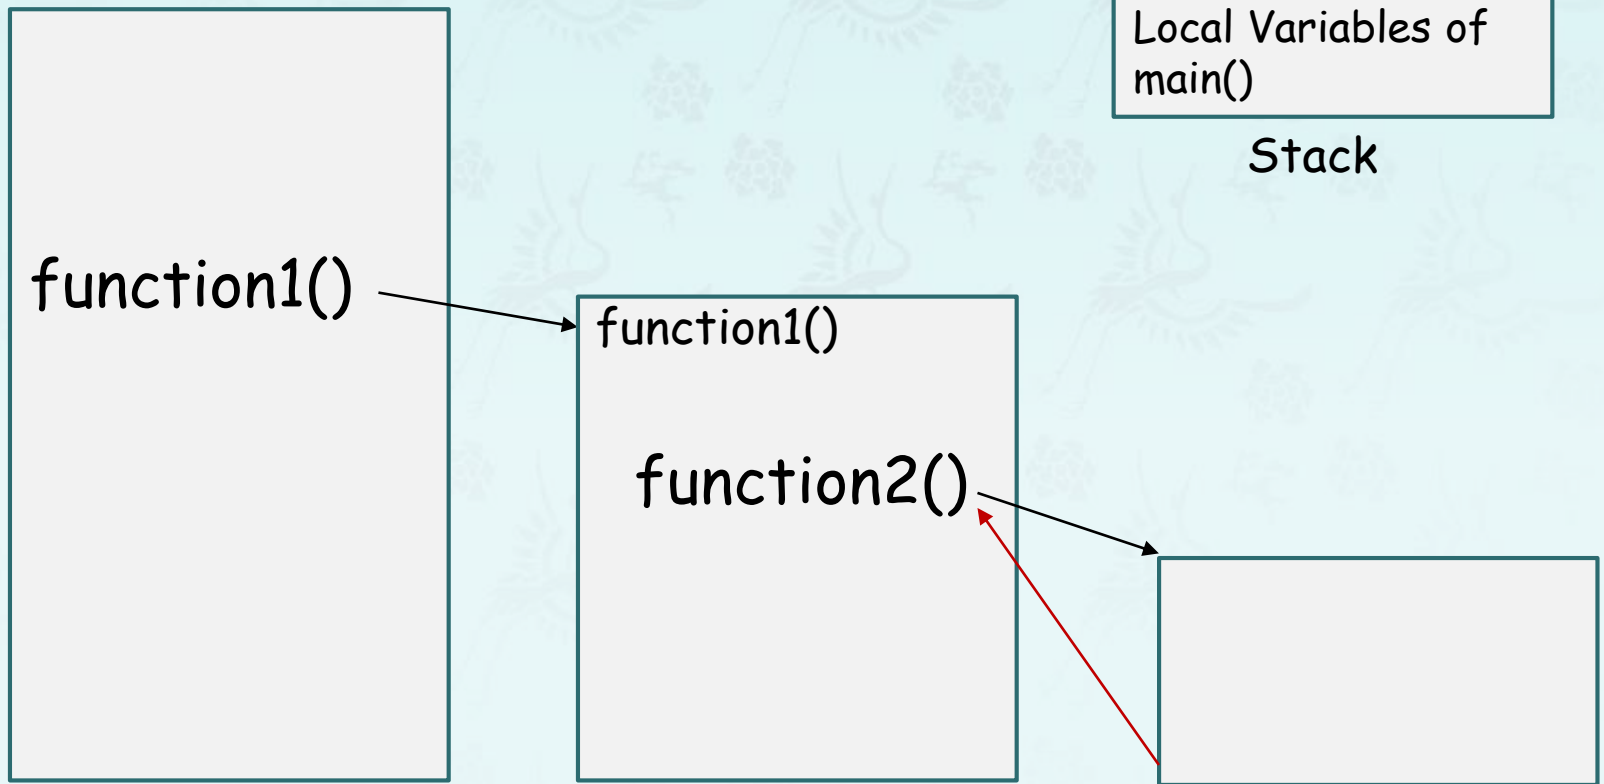 Local Variables of
main()
Stack
function1()
function1()
function2()